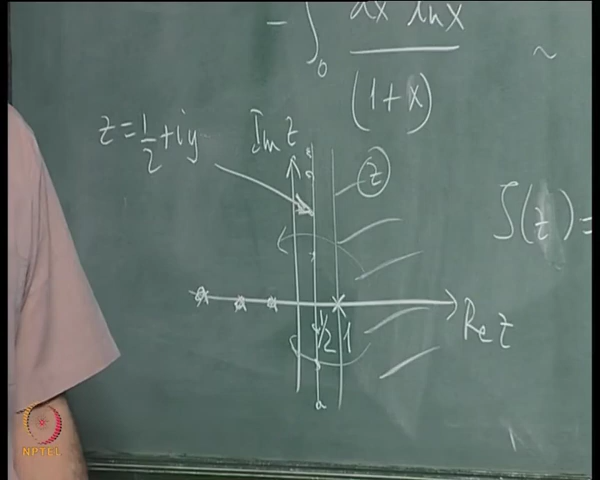 - ∫₀ dx ln x / (1+x) ~
z = 1/2 + iy
Im z
z
ζ(z) =
1/2
1
Re z
NPTEL